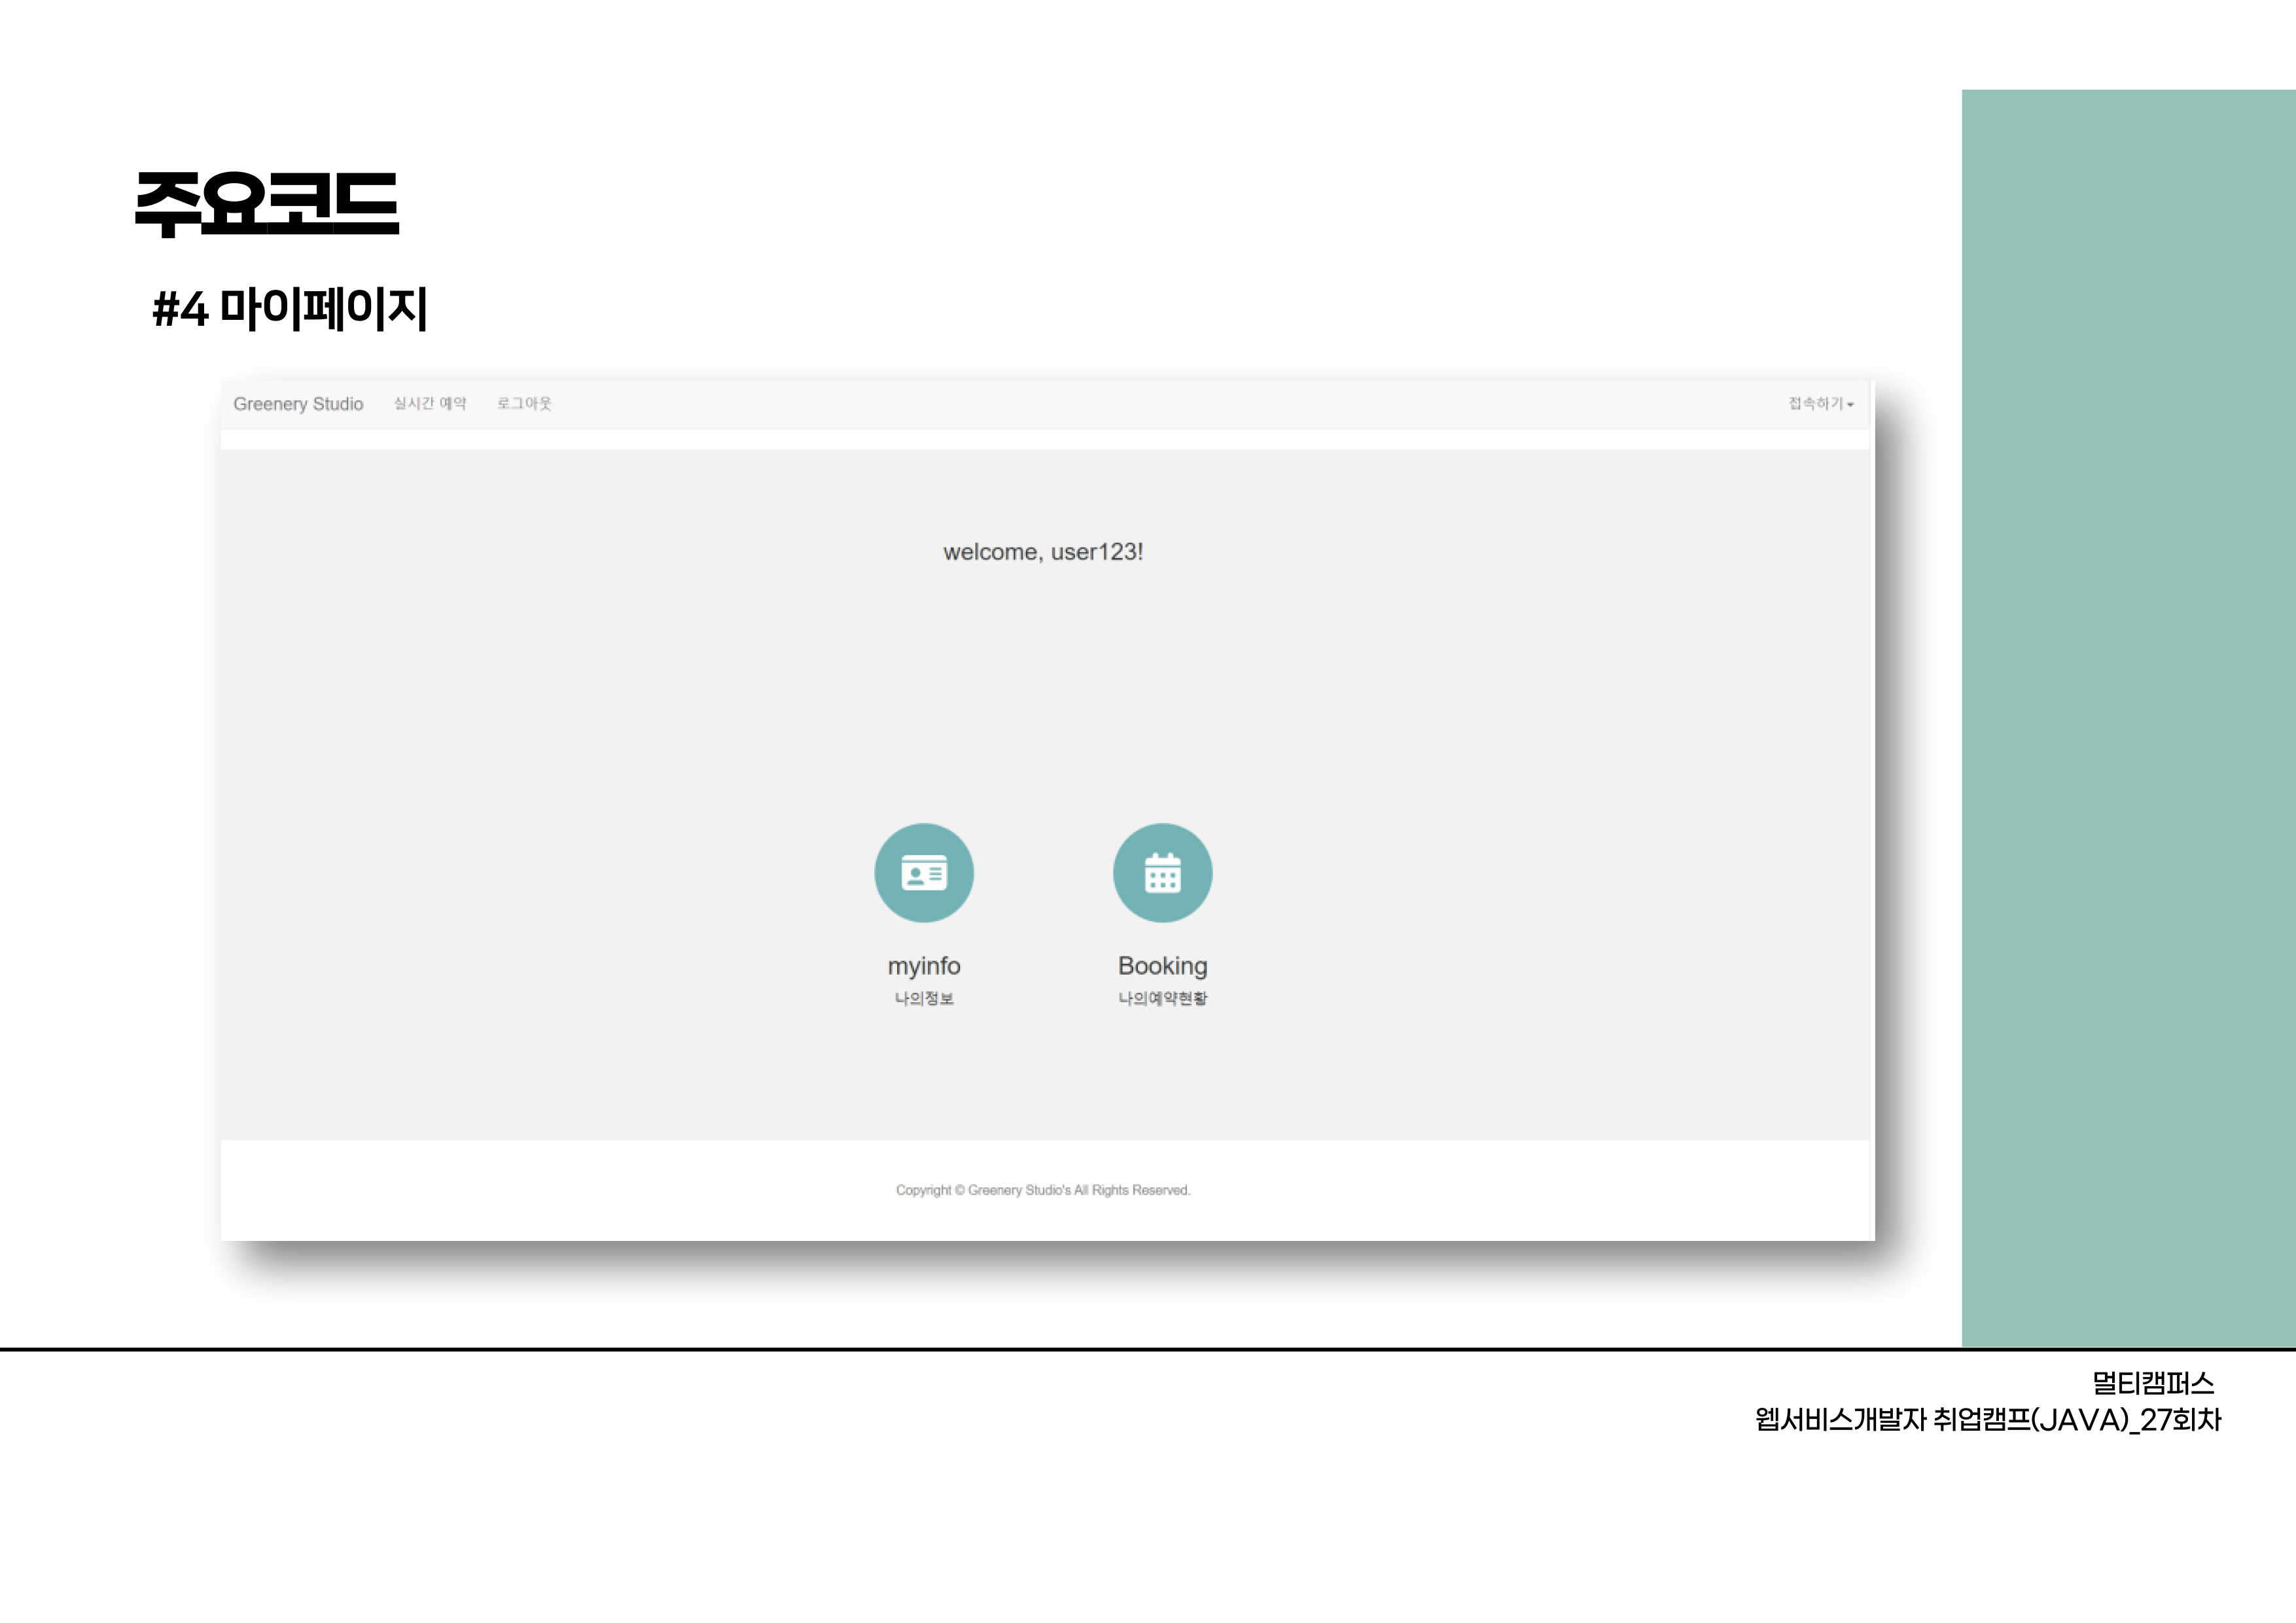 주요코드
#4 마이페이지
Greenery Studio 실시간 예약 로그아웃 접속하기
welcome, user123!
myinfo Booking
나의정보 나의예약현황
Copyright © Greenery Studio's All Rights Reserved.
멀티캠퍼스
웹서비스개발자 취업캠프(JAVA)_27회차